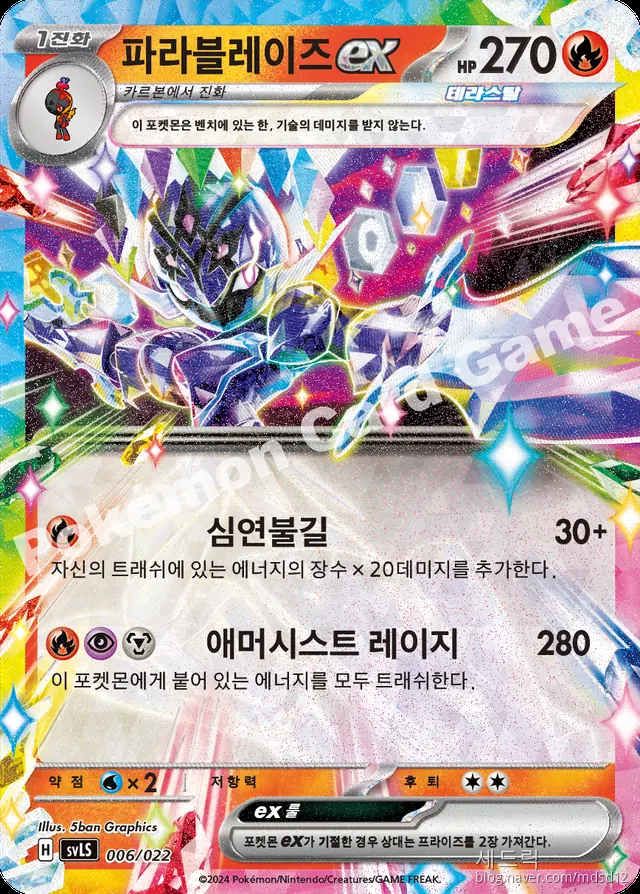 1진화
파라블레이즈 ex HP 270
카르본에서 진화
테라스탈
이 포켓몬은 벤치에 있는 한, 기술의 데미지를 받지 않는다.
Pokémon Card Game
심연불길 30+
자신의 트래쉬에 있는 에너지의 장수 × 20데미지를 추가한다.
애머시스트 레이지 280
이 포켓몬에게 붙어 있는 에너지를 모두 트래쉬한다.
약점 ×2 저항력 후퇴
ex 룰
포켓몬 ex가 기절한 경우 상대는 프라이즈를 2장 가져간다.
Illus. 5ban Graphics
H svLS 006/022
©2024 Pokémon/Nintendo/Creatures/GAME FREAK.
세드릭
blog.naver.com/mdsd12